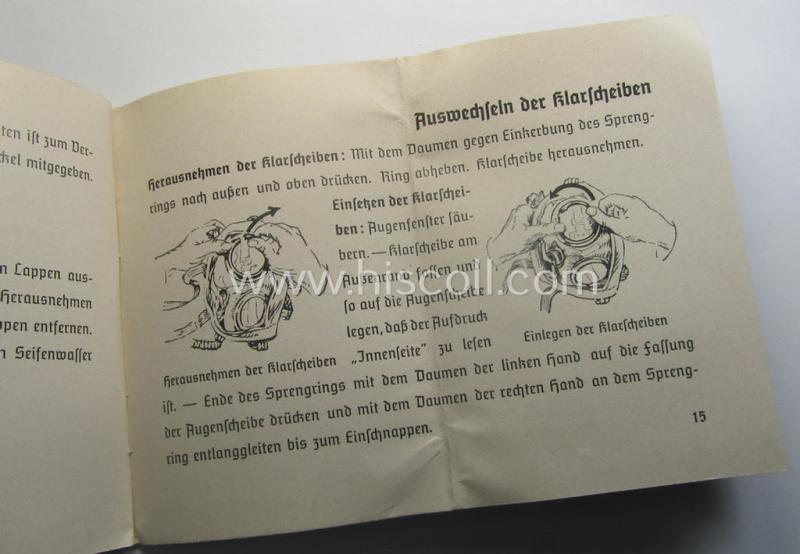 ten ist zum Ver-
ckel mitgegeben.
n Lappen aus-
Herausnehmen
ppen entfernen.
n Seifenwasser
Auswechseln der Klarscheiben
Herausnehmen der Klarscheiben: Mit dem Daumen gegen Einkerbung des Spreng-
rings nach außen und oben drücken. Ring abheben. Klarscheibe herausnehmen.
Einsetzen der Klarschei-
ben: Augenfenster säu-
bern. — Klarscheibe am
Außenrand fassen und
so auf die Augenscheibe
legen, daß der Aufdruck
Herausnehmen der Klarscheiben
„Innenseite" zu lesen
Einlegen der Klarscheiben
ist. — Ende des Sprengrings mit dem Daumen der linken Hand auf die Fassung
der Augenscheibe drücken und mit dem Daumen der rechten Hand an dem Spreng-
ring entlanggleiten bis zum Einschnappen.
15
www.hiscoll.com